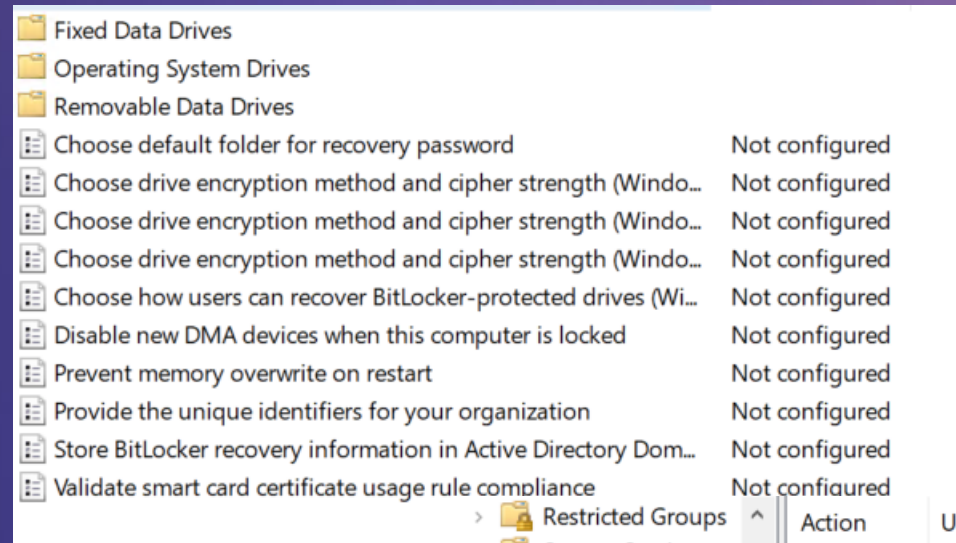 Fixed Data Drives
Operating System Drives
Removable Data Drives
Choose default folder for recovery password Not configured
Choose drive encryption method and cipher strength (Windo... Not configured
Choose drive encryption method and cipher strength (Windo... Not configured
Choose drive encryption method and cipher strength (Windo... Not configured
Choose how users can recover BitLocker-protected drives (Wi... Not configured
Disable new DMA devices when this computer is locked Not configured
Prevent memory overwrite on restart Not configured
Provide the unique identifiers for your organization Not configured
Store BitLocker recovery information in Active Directory Dom... Not configured
Validate smart card certificate usage rule compliance Not configured
Restricted Groups Action U